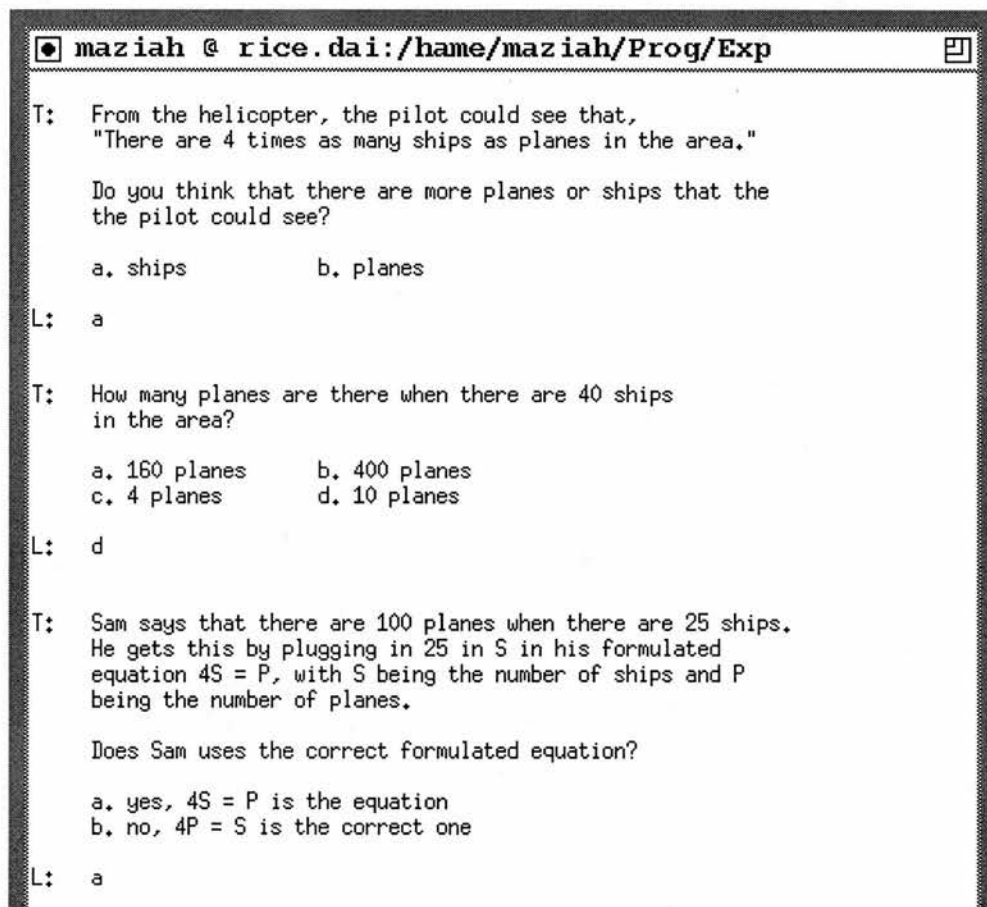 maziah @ rice.dai:/hame/maziah/Prog/Exp
T: From the helicopter, the pilot could see that,
"There are 4 times as many ships as planes in the area."
Do you think that there are more planes or ships that the
the pilot could see?
a. ships b. planes
L: a
T: How many planes are there when there are 40 ships
in the area?
a. 160 planes b. 400 planes
c. 4 planes d. 10 planes
L: d
T: Sam says that there are 100 planes when there are 25 ships.
He gets this by plugging in 25 in S in his formulated
equation 4S = P, with S being the number of ships and P
being the number of planes.
Does Sam uses the correct formulated equation?
a. yes, 4S = P is the equation
b. no, 4P = S is the correct one
L: a